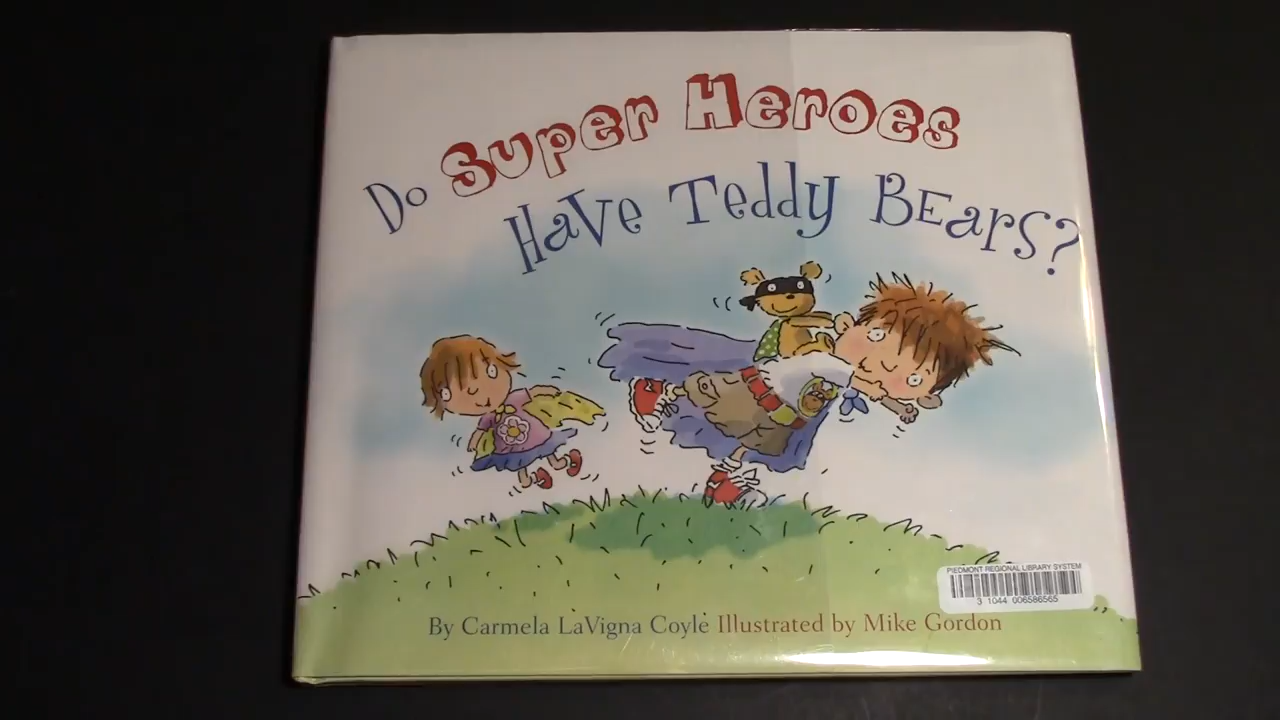 Do Super Heroes
Have Teddy Bears?
PIEDMONT REGIONAL LIBRARY SYSTEM
3 1044 006586565
By Carmela LaVigna Coyle Illustrated by Mike Gordon